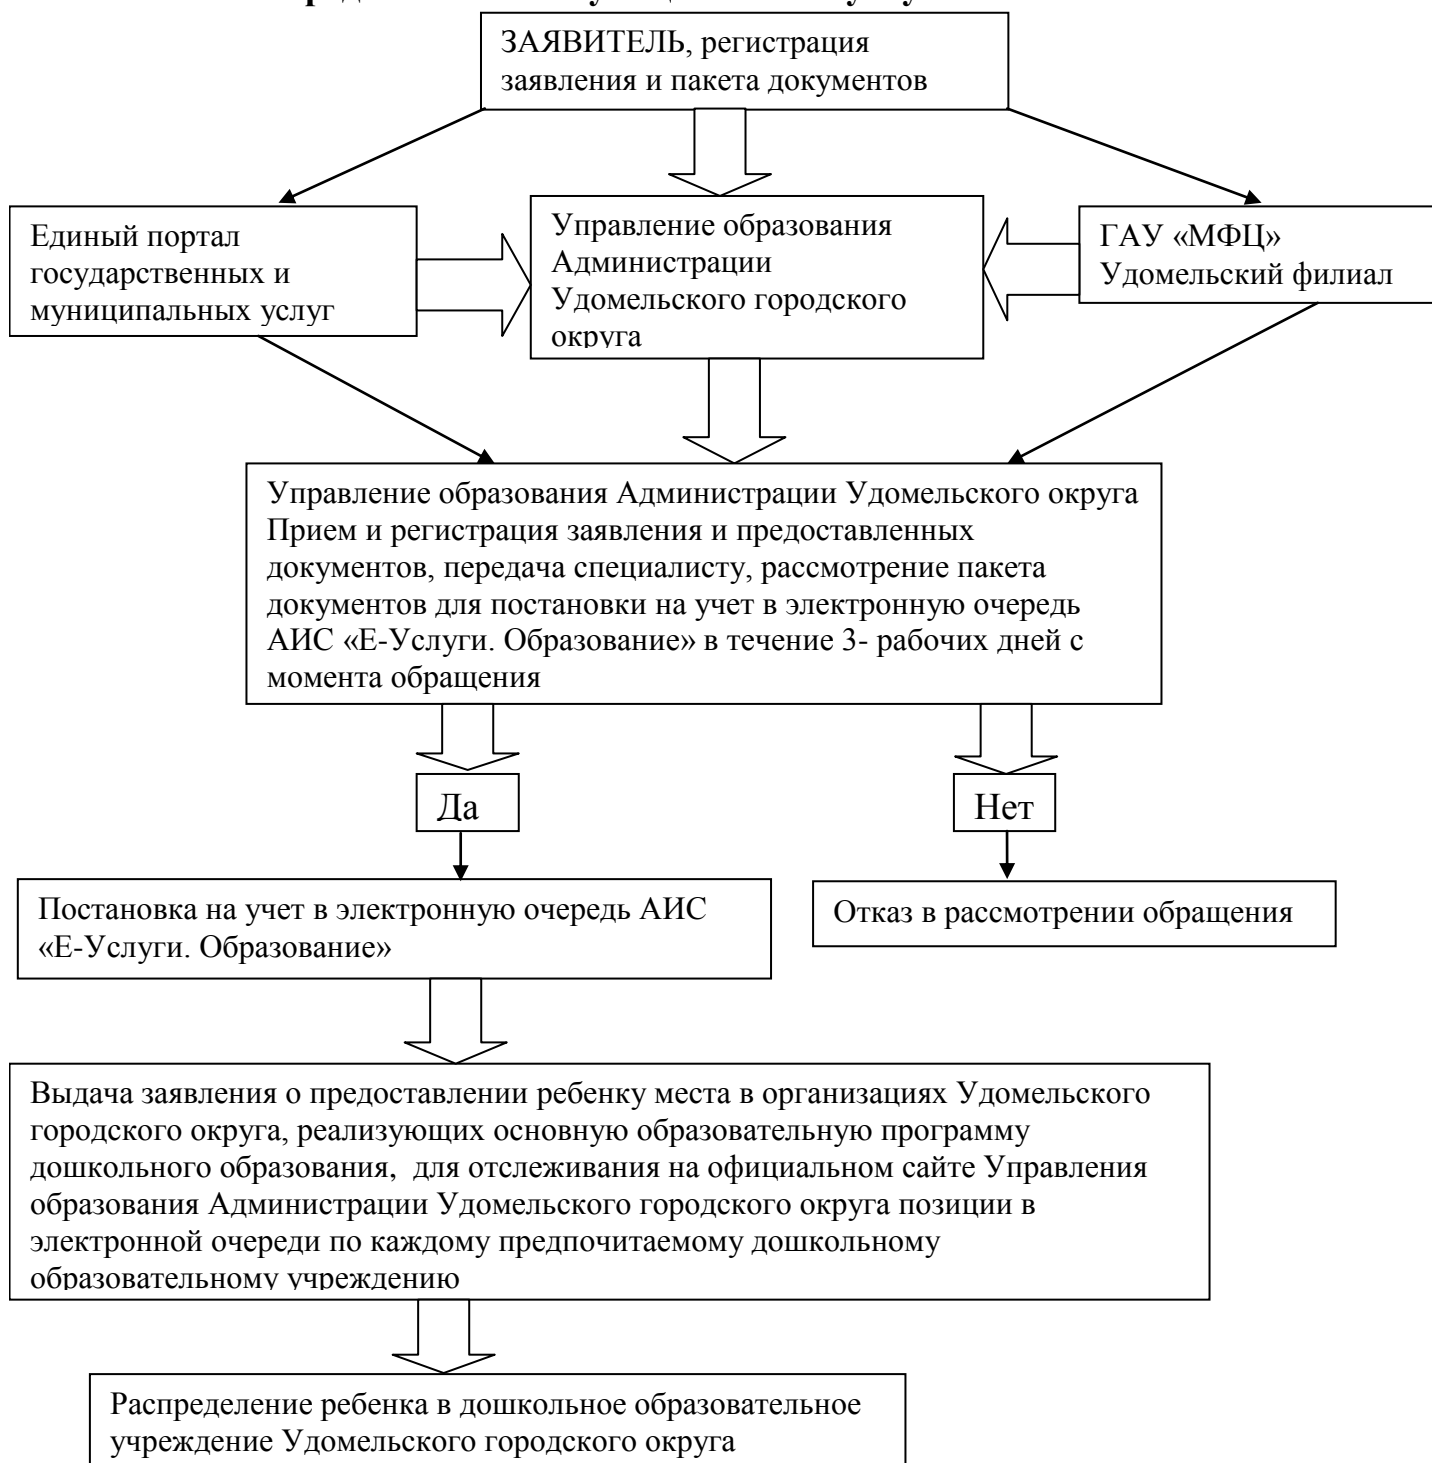 ЗАЯВИТЕЛЬ, регистрация
заявления и пакета документов
Единый портал
государственных и
муниципальных услуг
Управление образования
Администрации
Удомельского городского
округа
ГАУ «МФЦ»
Удомельский филиал
Управление образования Администрации Удомельского округа
Прием и регистрация заявления и предоставленных
документов, передача специалисту, рассмотрение пакета
документов для постановки на учет в электронную очередь
АИС «Е-Услуги. Образование» в течение 3- рабочих дней с
момента обращения
Да
Нет
Постановка на учет в электронную очередь АИС
«Е-Услуги. Образование»
Отказ в рассмотрении обращения
Выдача заявления о предоставлении ребенку места в организациях Удомельского
городского округа, реализующих основную образовательную программу
дошкольного образования,  для отслеживания на официальном сайте Управления
образования Администрации Удомельского городского округа позиции в
электронной очереди по каждому предпочитаемому дошкольному
образовательному учреждению
Распределение ребенка в дошкольное образовательное
учреждение Удомельского городского округа